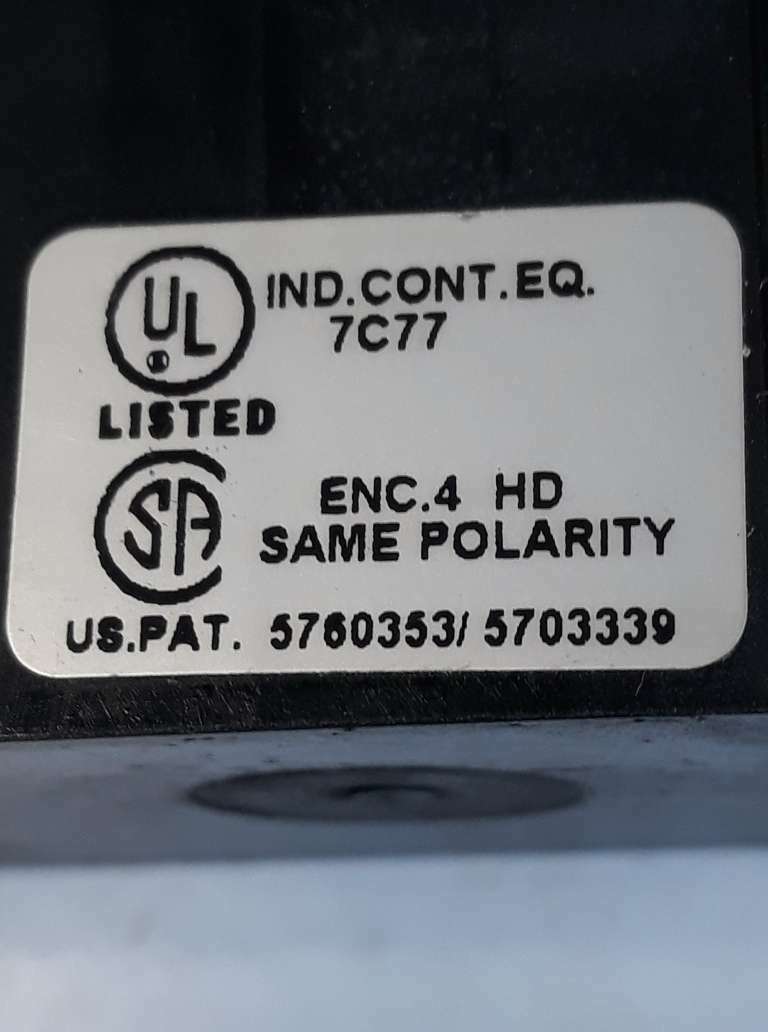 UL
IND.CONT.EQ.
7C77
®
LISTED
SA
ENC.4 HD
SAME POLARITY
US.PAT. 5760353/ 5703339